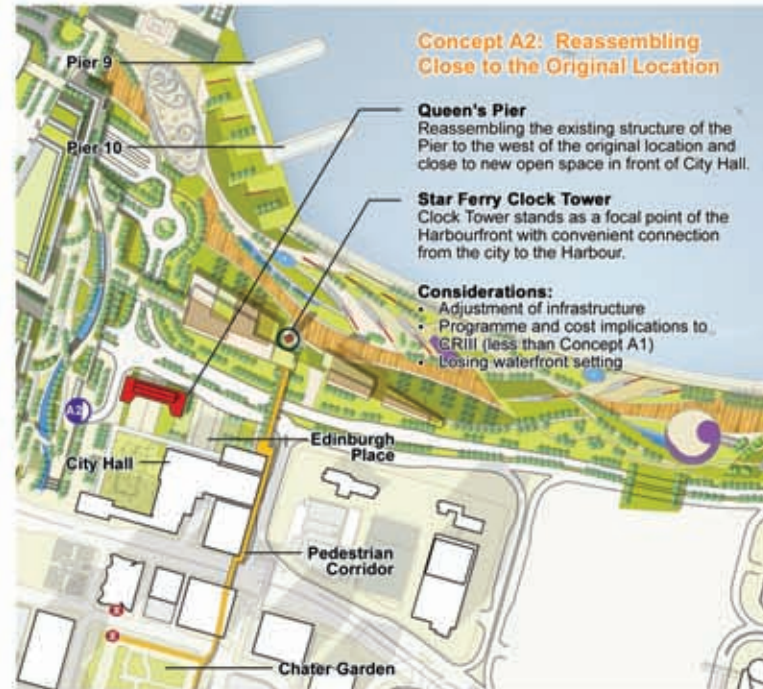 Concept A2: Reassembling
Close to the Original Location
Pier 9
Pier 10
Queen's Pier
Reassembling the existing structure of the
Pier to the west of the original location and
close to new open space in front of City Hall.
Star Ferry Clock Tower
Clock Tower stands as a focal point of the
Harbourfront with convenient connection
from the city to the Harbour.
Considerations:
• Adjustment of infrastructure
• Programme and cost implications to
CRIII (less than Concept A1)
• Losing waterfront setting
A2
Edinburgh
Place
City Hall
Pedestrian
Corridor
Chater Garden